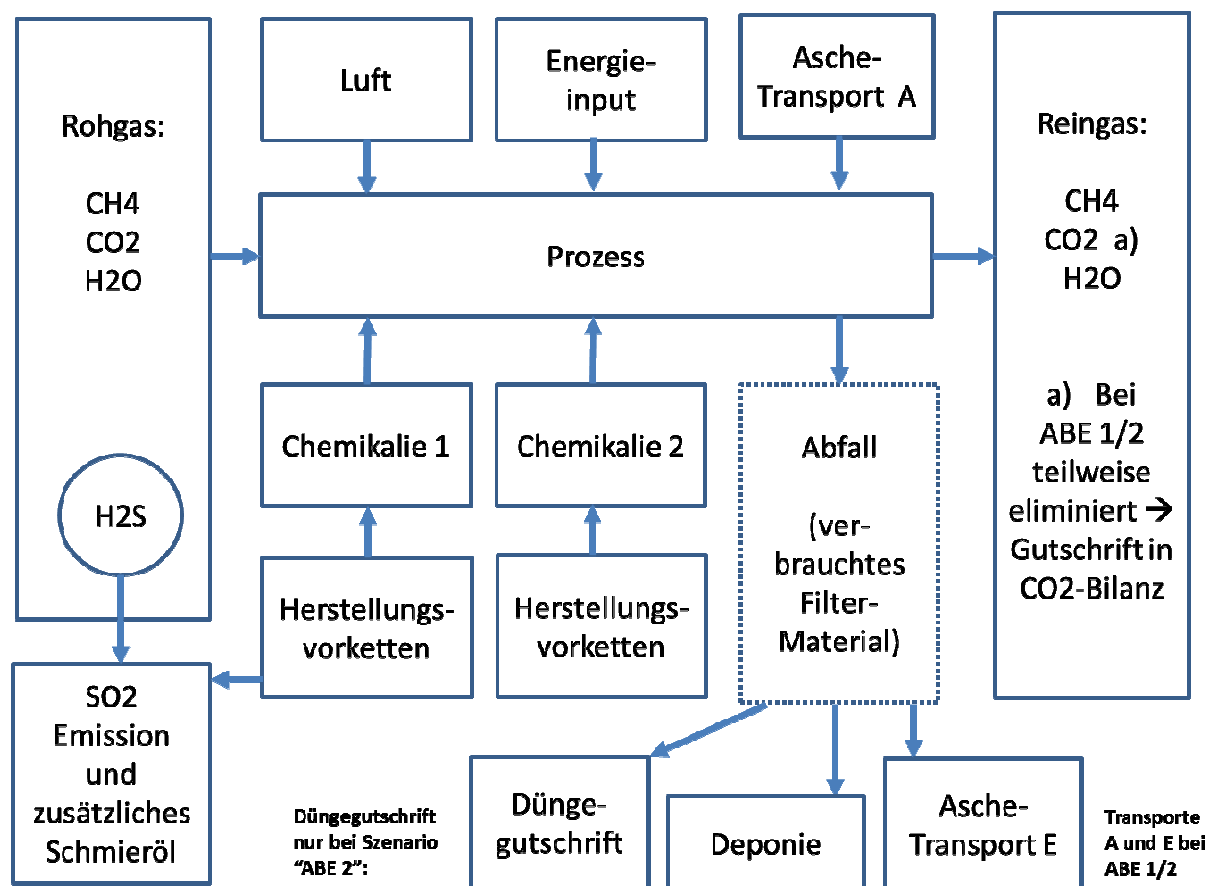 Rohgas:
CH4
CO2
H2O
H2S
Luft
Energie-
input
Asche-
Transport A
Reingas:
CH4
CO2 a)
H2O
a) Bei
ABE 1/2
teilweise
eliminiert →
Gutschrift in
CO2-Bilanz
Prozess
Chemikalie 1
Chemikalie 2
Abfall
(ver-
brauchtes
Filter-
Material)
Herstellungs-
vorketten
Herstellungs-
vorketten
SO2
Emission
und
zusätzliches
Schmieröl
Düngegutschrift
nur bei Szenario
"ABE 2":
Dünge-
gutschrift
Deponie
Asche-
Transport E
Transporte
A und E bei
ABE 1/2